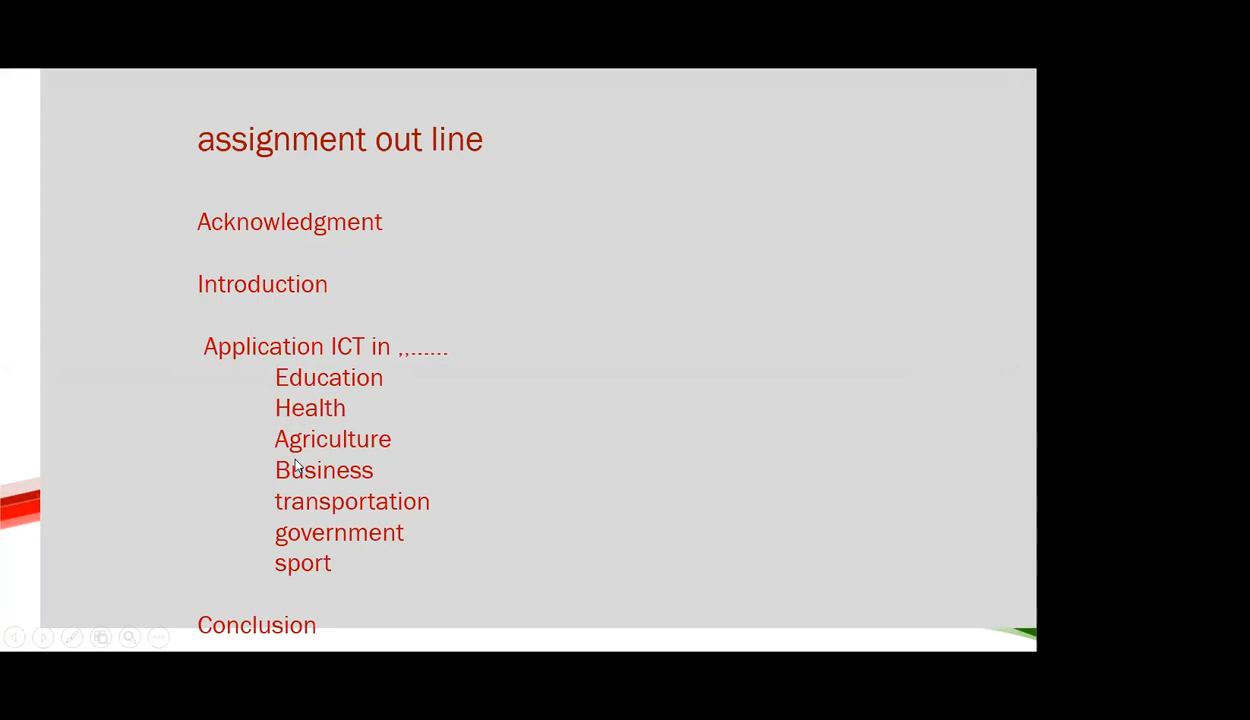 assignment out line
Acknowledgment
Introduction
Application ICT in ,,......
Education
Health
Agriculture
Business
transportation
government
sport
Conclusion